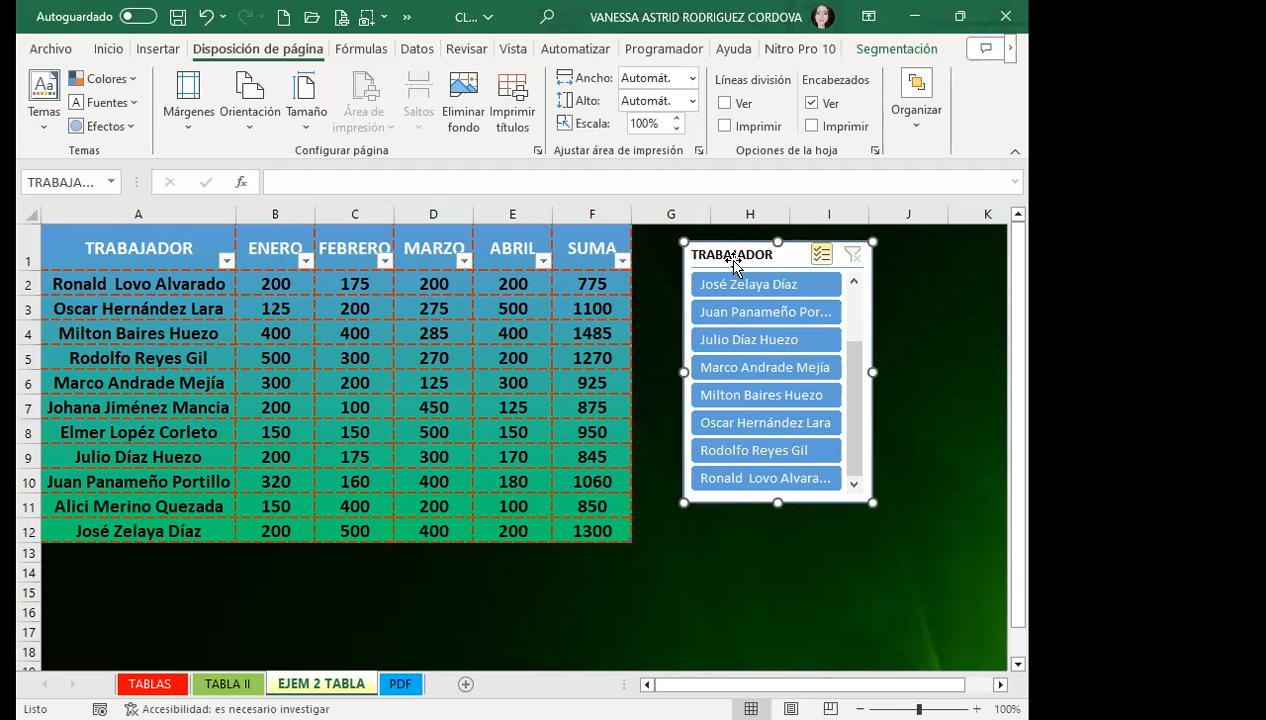 Autoguardado
CL...
VANESSA ASTRID RODRIGUEZ CORDOVA
Archivo Inicio Insertar Disposición de página Fórmulas Datos Revisar Vista Automatizar Programador Ayuda Nitro Pro 10 Segmentación
Temas
Colores
Fuentes
Efectos
Temas
Márgenes
Orientación
Tamaño
Área de impresión
Saltos
Eliminar fondo
Imprimir títulos
Configurar página
Ancho: Automát.
Alto: Automát.
Escala: 100%
Ajustar área de impresión
Líneas división
Ver
Imprimir
Encabezados
Ver
Imprimir
Opciones de la hoja
Organizar
TRABAJA...
fx
A B C D E F G H I J K
1 TRABAJADOR ENERO FEBRERO MARZO ABRIL SUMA
2 Ronald Lovo Alvarado 200 175 200 200 775
3 Oscar Hernández Lara 125 200 275 500 1100
4 Milton Baires Huezo 400 400 285 400 1485
5 Rodolfo Reyes Gil 500 300 270 200 1270
6 Marco Andrade Mejía 300 200 125 300 925
7 Johana Jiménez Mancia 200 100 450 125 875
8 Elmer Lopéz Corleto 150 150 500 150 950
9 Julio Díaz Huezo 200 175 300 170 845
10 Juan Panameño Portillo 320 160 400 180 1060
11 Alici Merino Quezada 150 400 200 100 850
12 José Zelaya Díaz 200 500 400 200 1300
13
14
15
16
17
18
TRABAJADOR
José Zelaya Díaz
Juan Panameño Por...
Julio Díaz Huezo
Marco Andrade Mejía
Milton Baires Huezo
Oscar Hernández Lara
Rodolfo Reyes Gil
Ronald Lovo Alvara...
TABLAS TABLA II EJEM 2 TABLA PDF
Listo
Accesibilidad: es necesario investigar
100%